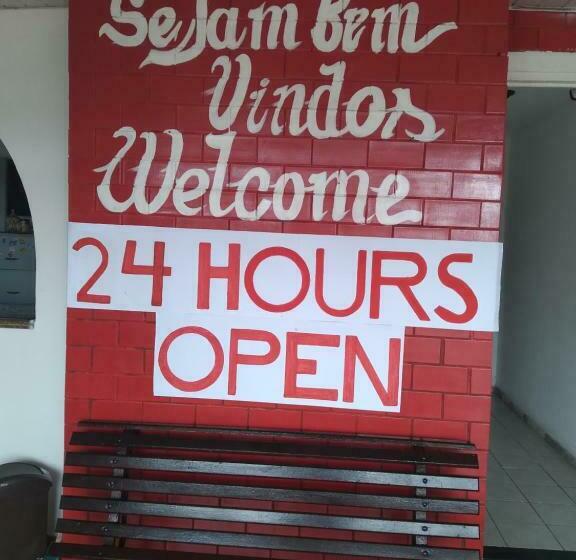 Sejam Bem
Vindos
Welcome
24 HOURS
OPEN